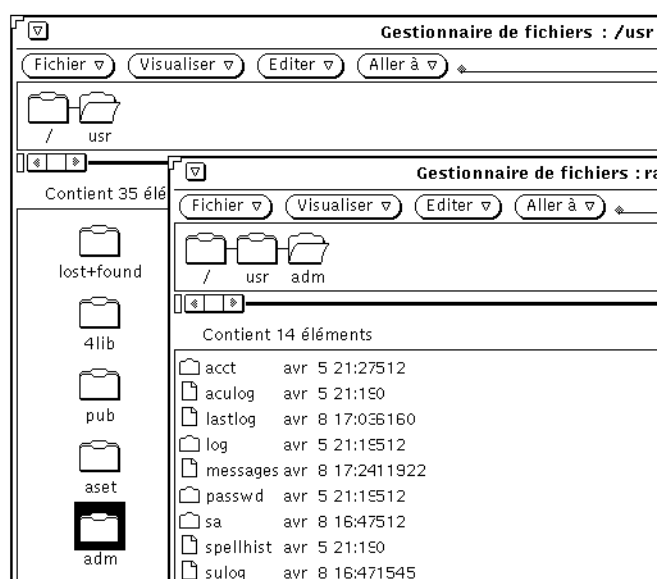 Gestionnaire de fichiers : /usr
Fichier Visualiser Editer Aller à
/ usr
Contient 35 élé
lost+found
4lib
pub
aset
adm
Gestionnaire de fichiers : ra
Fichier Visualiser Editer Aller à
/ usr adm
Contient 14 éléments
acct avr 5 21:27512
aculog avr 5 21:190
lastlog avr 8 17:036160
log avr 5 21:19512
messages avr 8 17:2411922
passwd avr 5 21:19512
sa avr 8 16:47512
spellhist avr 5 21:190
sulog avr 8 16:471545